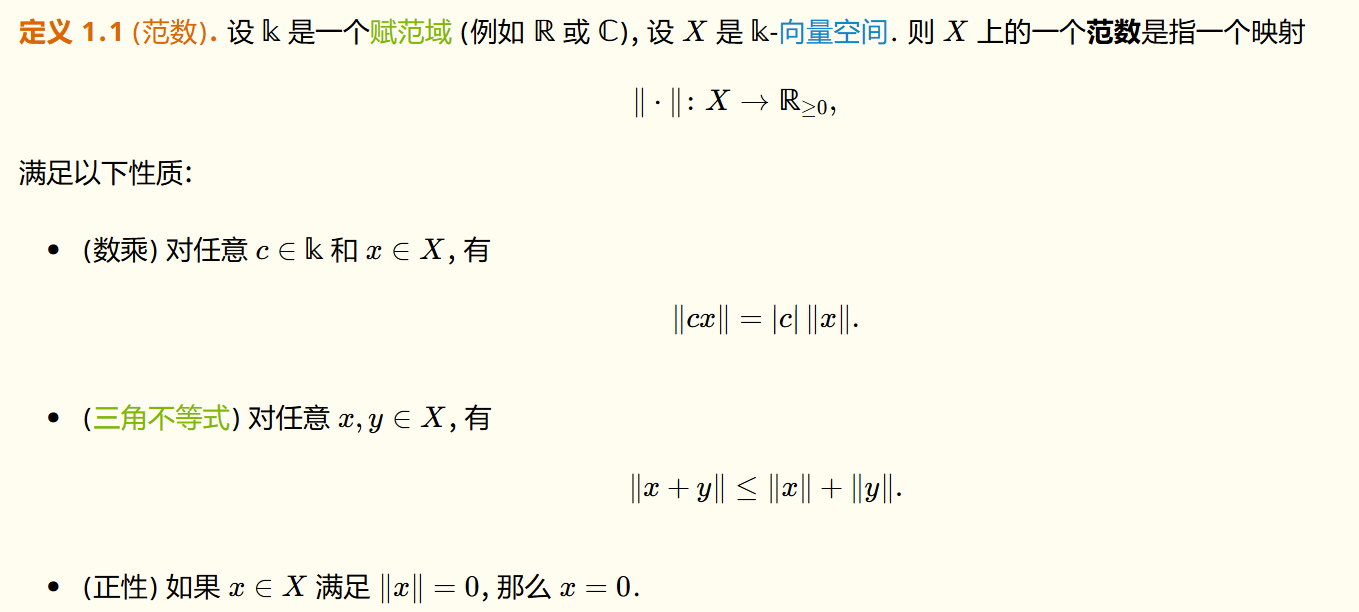 定义 1.1 (范数). 设 𝕜 是一个赋范域 (例如 ℝ 或 ℂ), 设 X 是 𝕜-向量空间. 则 X 上的一个范数是指一个映射
‖ · ‖: X → ℝ≥0,
满足以下性质:
• (数乘) 对任意 c ∈ 𝕜 和 x ∈ X, 有
‖cx‖ = |c| ‖x‖.
• (三角不等式) 对任意 x, y ∈ X, 有
‖x + y‖ ≤ ‖x‖ + ‖y‖.
• (正性) 如果 x ∈ X 满足 ‖x‖ = 0, 那么 x = 0.